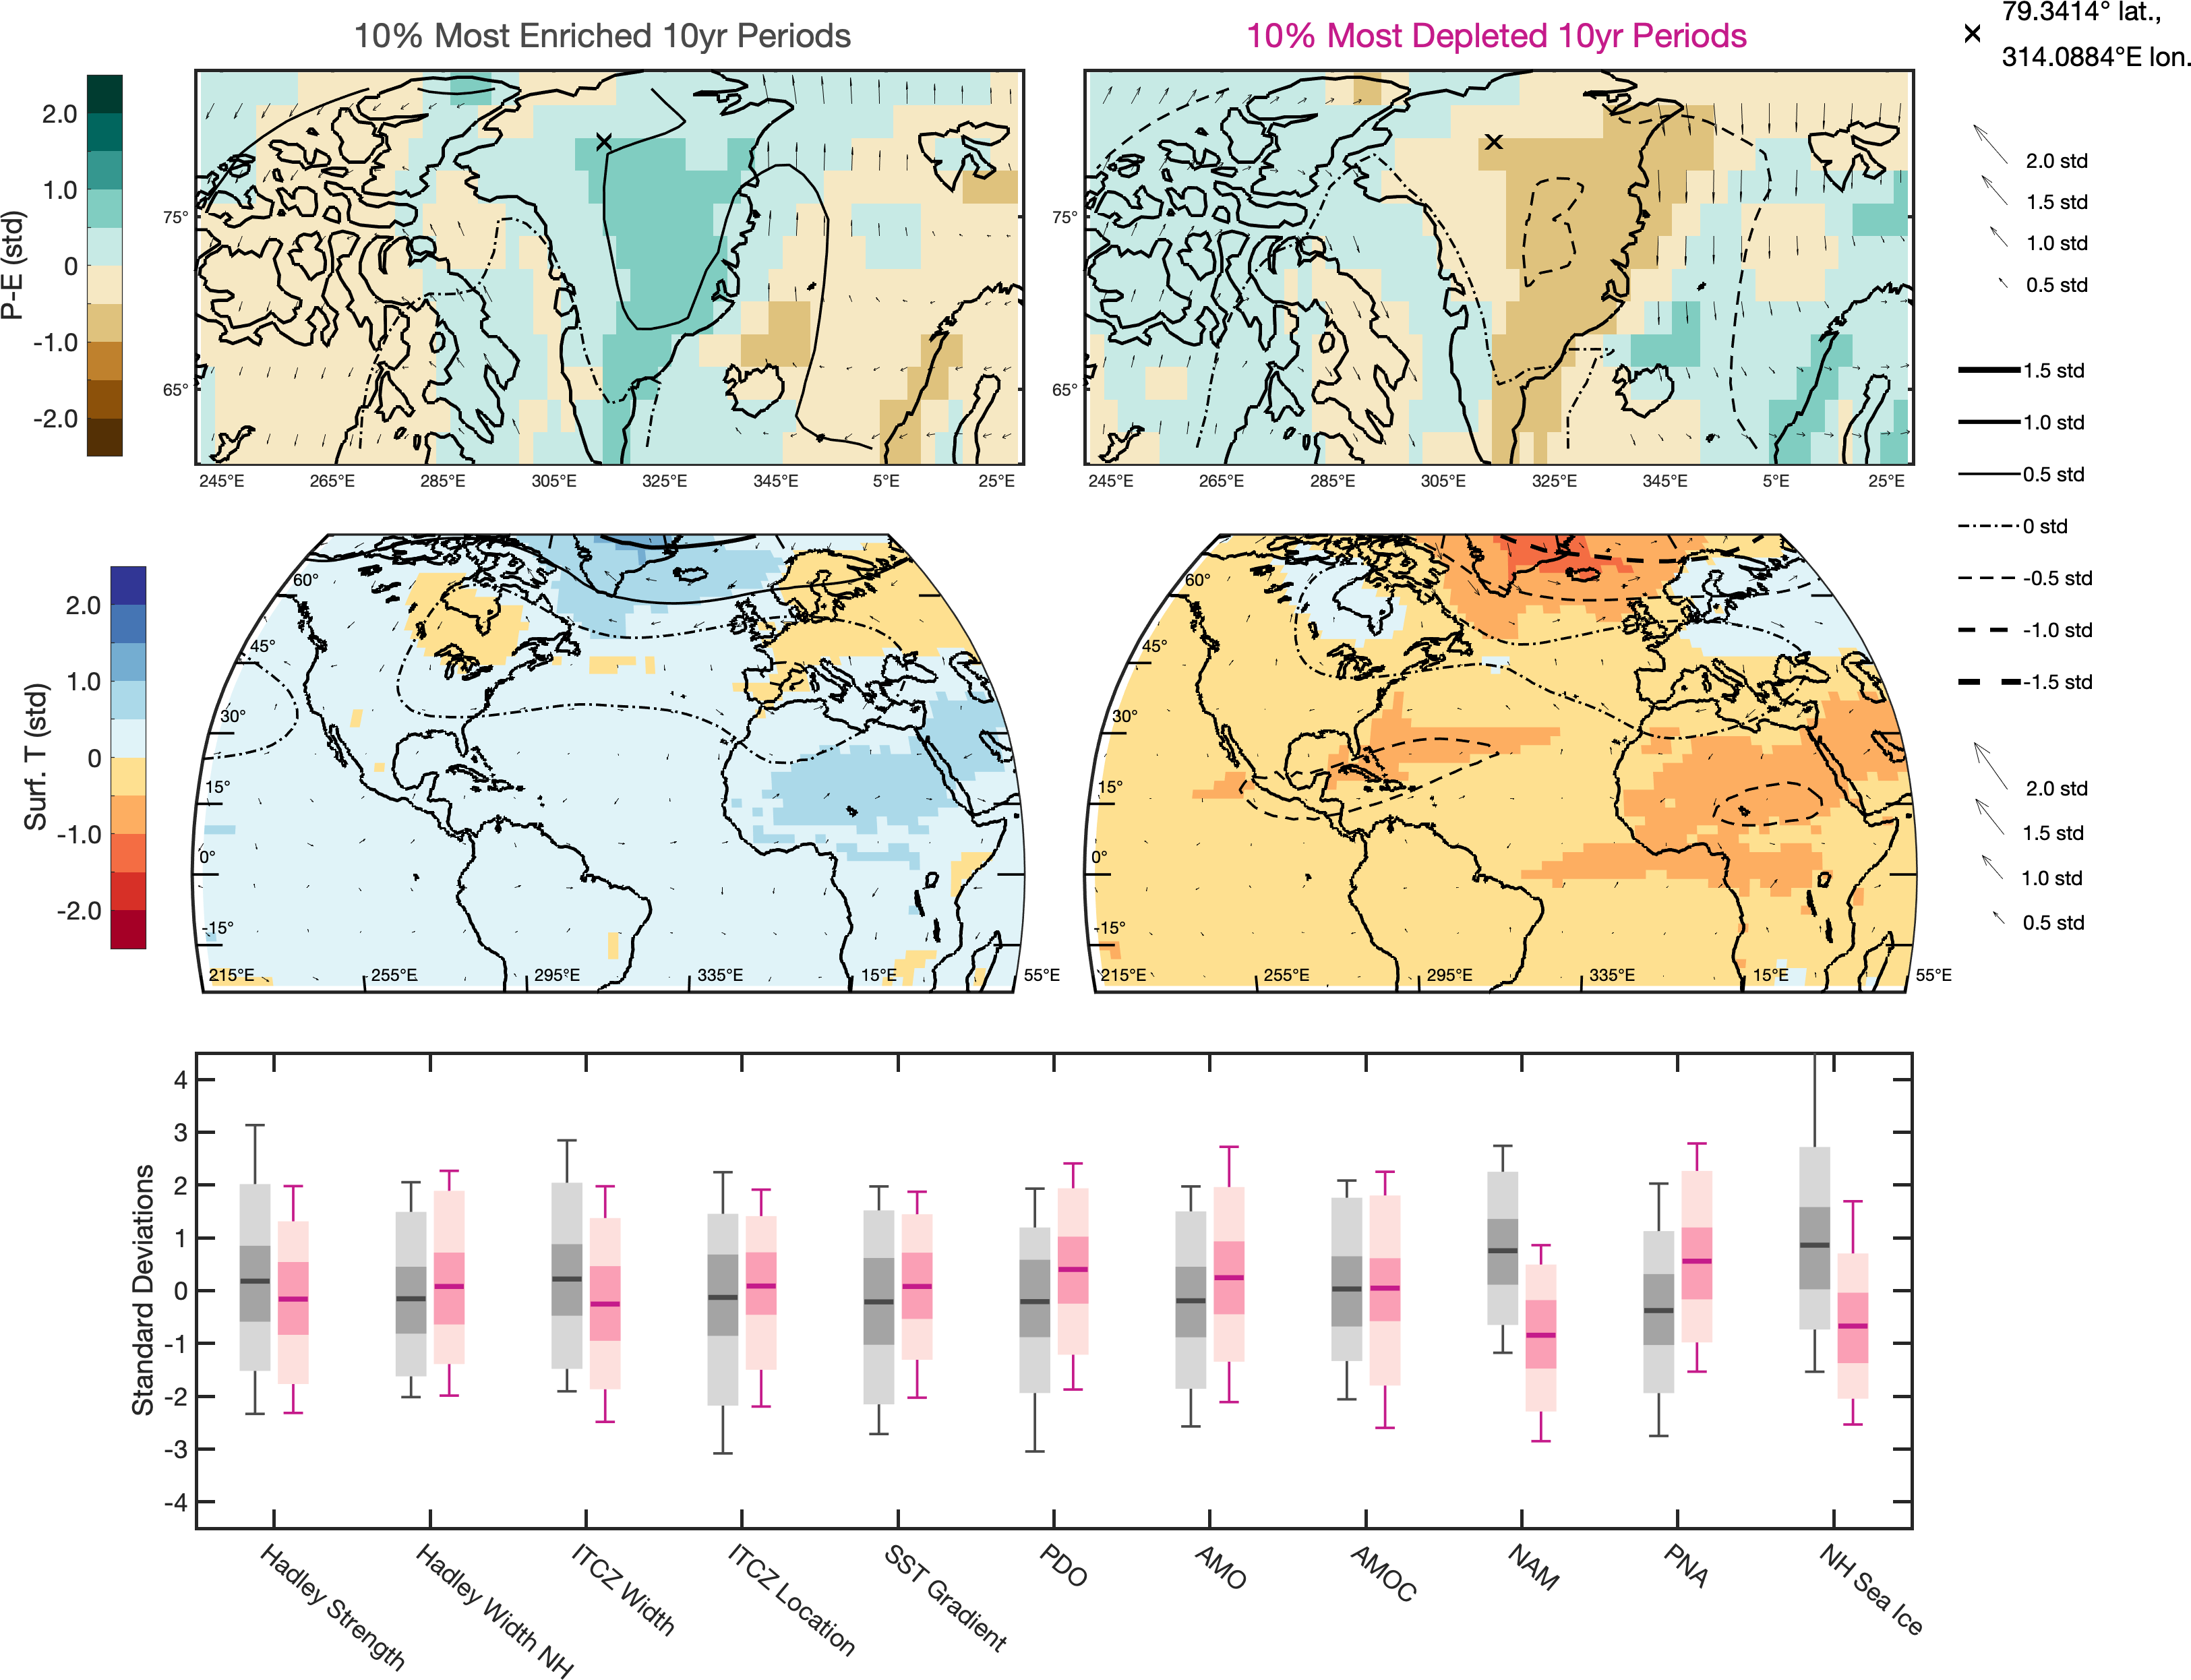 10% Most Enriched 10yr Periods
10% Most Depleted 10yr Periods
79.3414° lat.,
314.0884°E lon.
P-E (std)
2.0
1.0
0
-1.0
-2.0
75°
65°
245°E 265°E 285°E 305°E 325°E 345°E 5°E 25°E
75°
65°
245°E 265°E 285°E 305°E 325°E 345°E 5°E 25°E
2.0 std
1.5 std
1.0 std
0.5 std
1.5 std
1.0 std
0.5 std
0 std
-0.5 std
-1.0 std
-1.5 std
Surf. T (std)
2.0
1.0
0
-1.0
-2.0
60°
45°
30°
15°
0°
-15°
215°E 255°E 295°E 335°E 15°E 55°E
60°
45°
30°
15°
0°
-15°
215°E 255°E 295°E 335°E 15°E 55°E
2.0 std
1.5 std
1.0 std
0.5 std
Standard Deviations
4
3
2
1
0
-1
-2
-3
-4
Hadley Strength
Hadley Width NH
ITCZ Width
ITCZ Location
SST Gradient
PDO
AMO
AMOC
NAM
PNA
NH Sea Ice